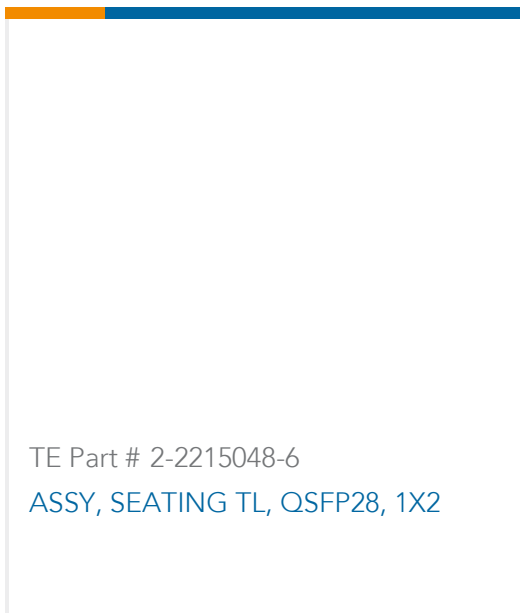 TE Part # 2-2215048-6
ASSY, SEATING TL, QSFP28, 1X2